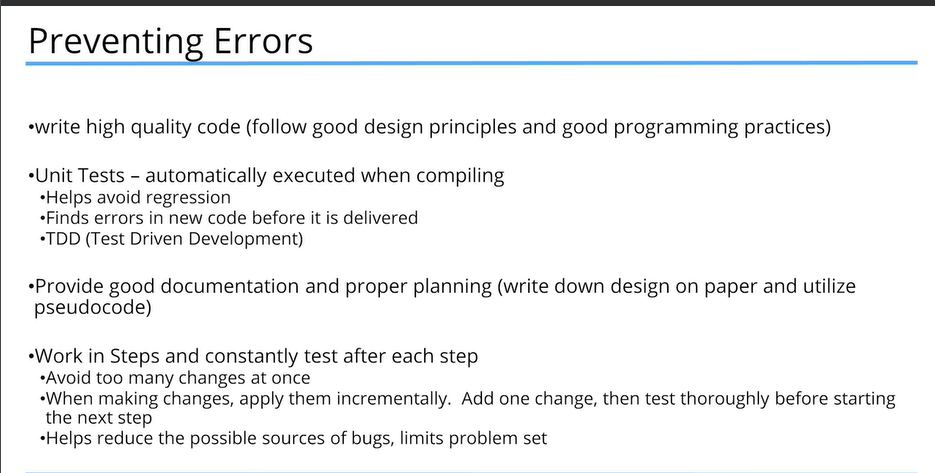 Preventing Errors
•write high quality code (follow good design principles and good programming practices)
•Unit Tests – automatically executed when compiling
•Helps avoid regression
•Finds errors in new code before it is delivered
•TDD (Test Driven Development)
•Provide good documentation and proper planning (write down design on paper and utilize
pseudocode)
•Work in Steps and constantly test after each step
•Avoid too many changes at once
•When making changes, apply them incrementally.  Add one change, then test thoroughly before starting
the next step
•Helps reduce the possible sources of bugs, limits problem set